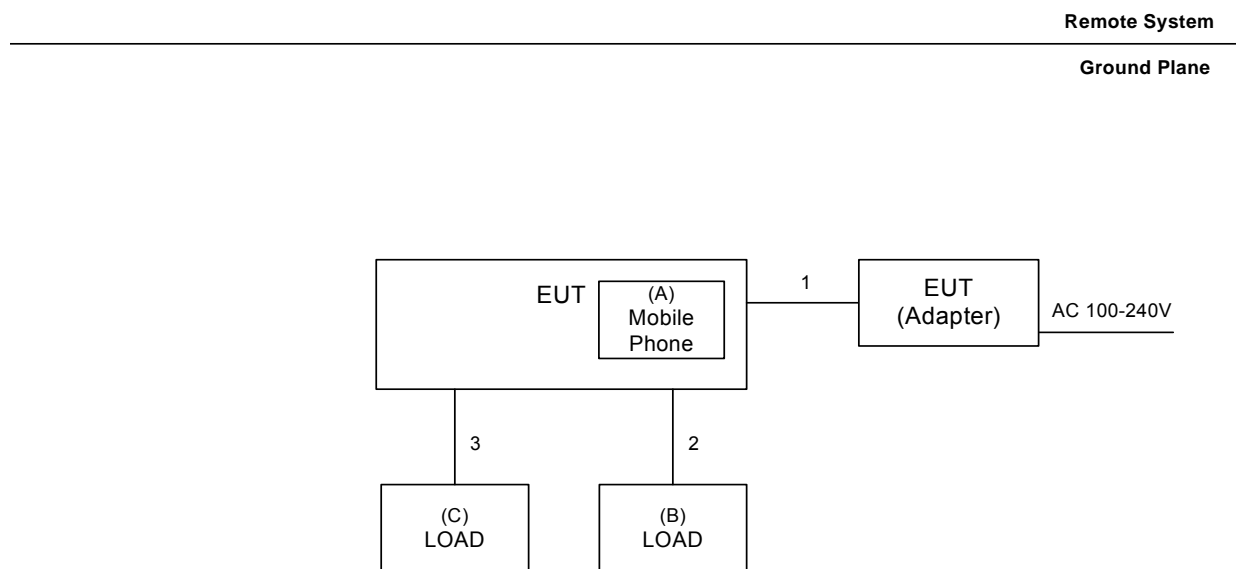 Remote System
Ground Plane
EUT
(A)
Mobile
Phone
1
EUT
(Adapter)
AC 100-240V
3
2
(C)
LOAD
(B)
LOAD